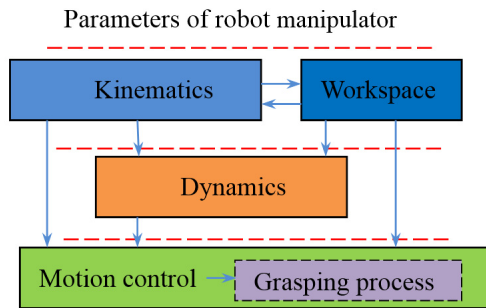 Parameters of robot manipulator
Kinematics
Workspace
Dynamics
Motion control
Grasping process